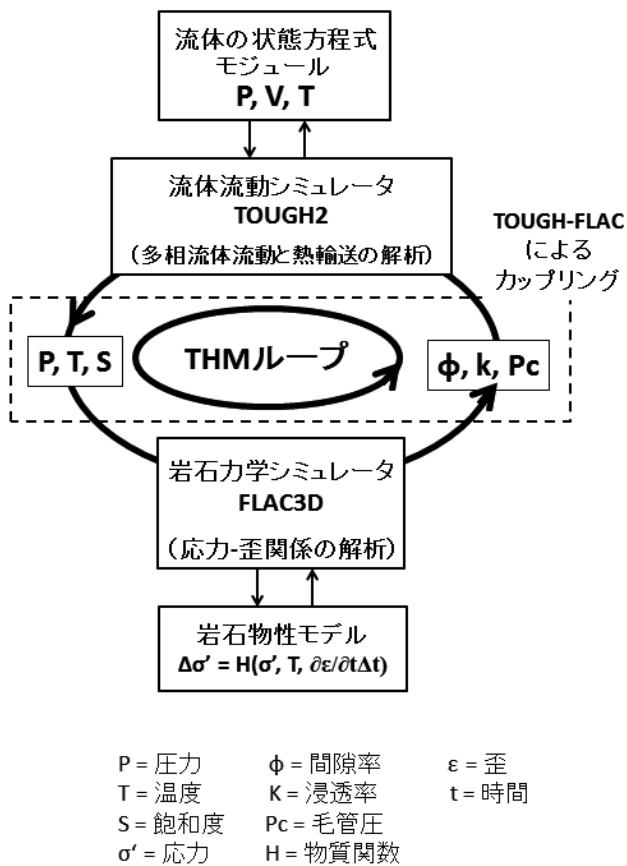 流体の状態方程式
モジュール
P, V, T
流体流動シミュレータ
TOUGH2
（多相流体流動と熱輸送の解析）
TOUGH-FLAC
による
カップリング
P, T, S
THMループ
ϕ, k, Pc
岩石力学シミュレータ
FLAC3D
（応力-歪関係の解析）
岩石物性モデル
Δσ’ = H(σ’, T, ∂ε/∂tΔt)
P = 圧力
ϕ = 間隙率
ε = 歪
T = 温度
K = 浸透率
t = 時間
S = 飽和度
Pc = 毛管圧
σ‘ = 応力
H = 物質関数